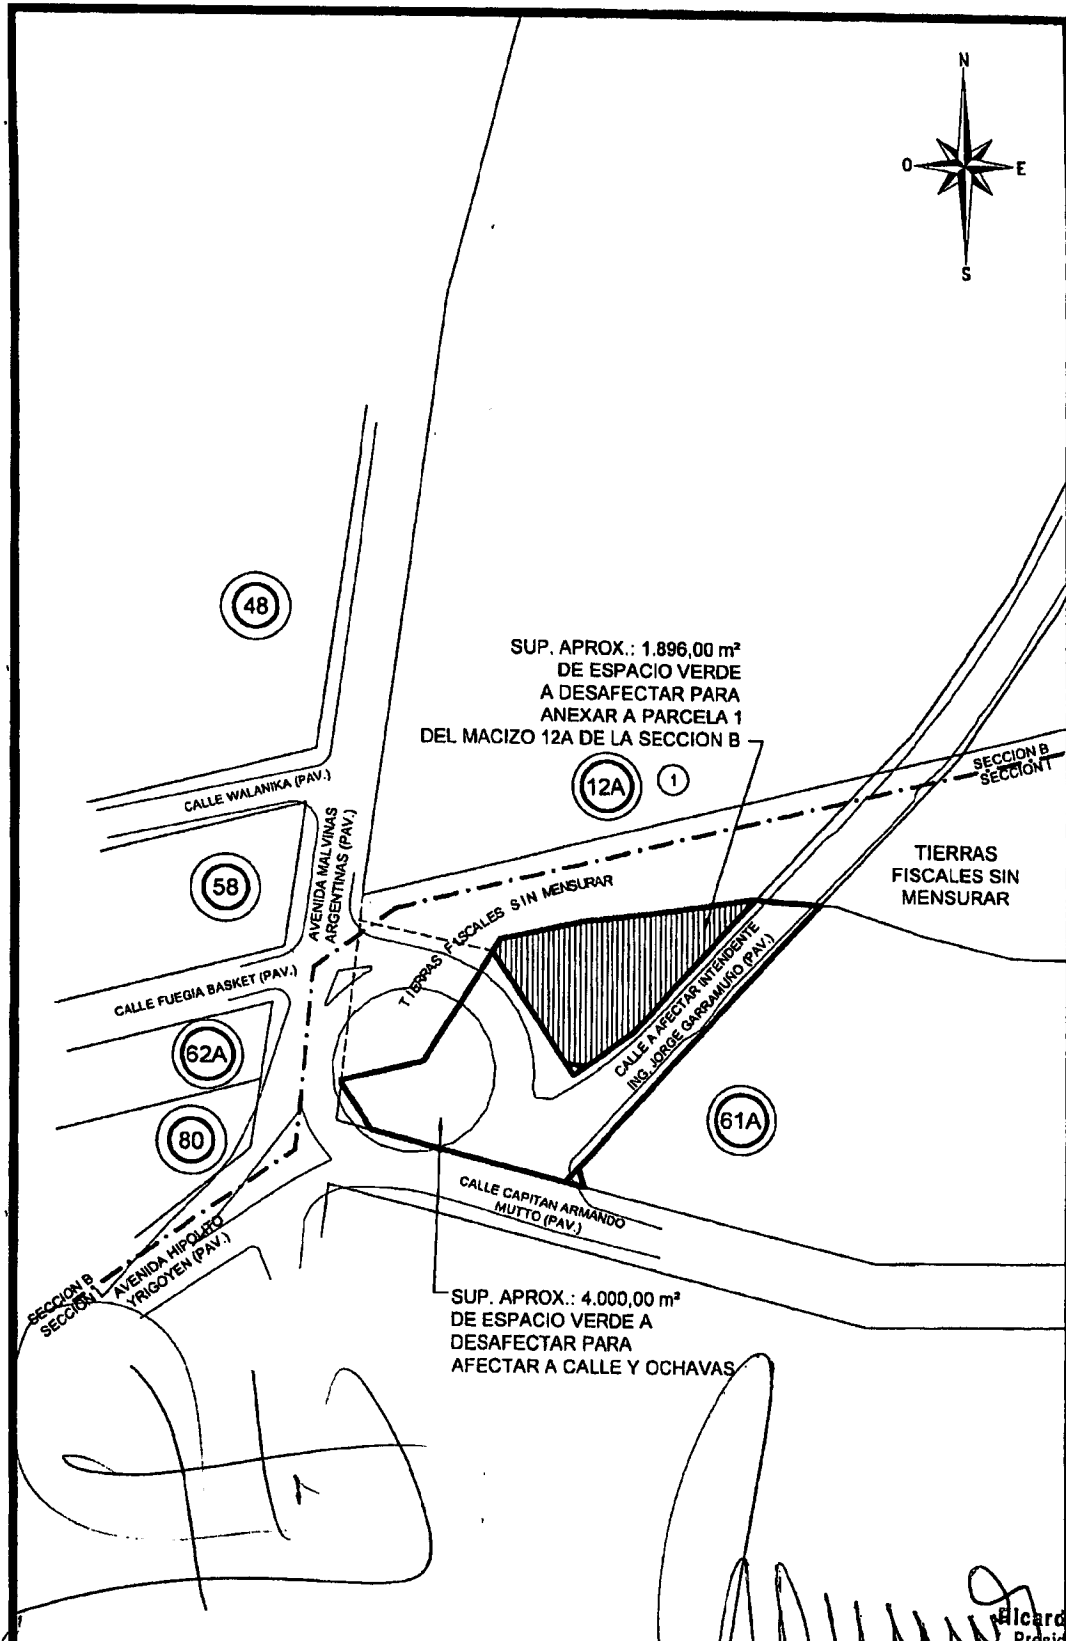 N
O
E
S
48
SUP. APROX.: 1.896,00 m²
DE ESPACIO VERDE
A DESAFECTAR PARA
ANEXAR A PARCELA 1
DEL MACIZO 12A DE LA SECCION B
12A
1
SECCION B
SECCION I
CALLE WALANIKA (PAV.)
AVENIDA MALVINAS
ARGENTINAS (PAV.)
58
TIERRAS
FISCALES SIN
MENSURAR
TIERRAS FISCALES SIN MENSURAR
CALLE FUEGIA BASKET (PAV.)
CALLE A AFECTAR INTENDENTE
ING. JORGE GARRAMUÑO (PAV.)
62A
80
61A
CALLE CAPITAN ARMANDO
MUTTO (PAV.)
AVENIDA HIPOLITO
YRIGOYEN (PAV.)
SECCION B
SECCION I
SUP. APROX.: 4.000,00 m²
DE ESPACIO VERDE A
DESAFECTAR PARA
AFECTAR A CALLE Y OCHAVAS